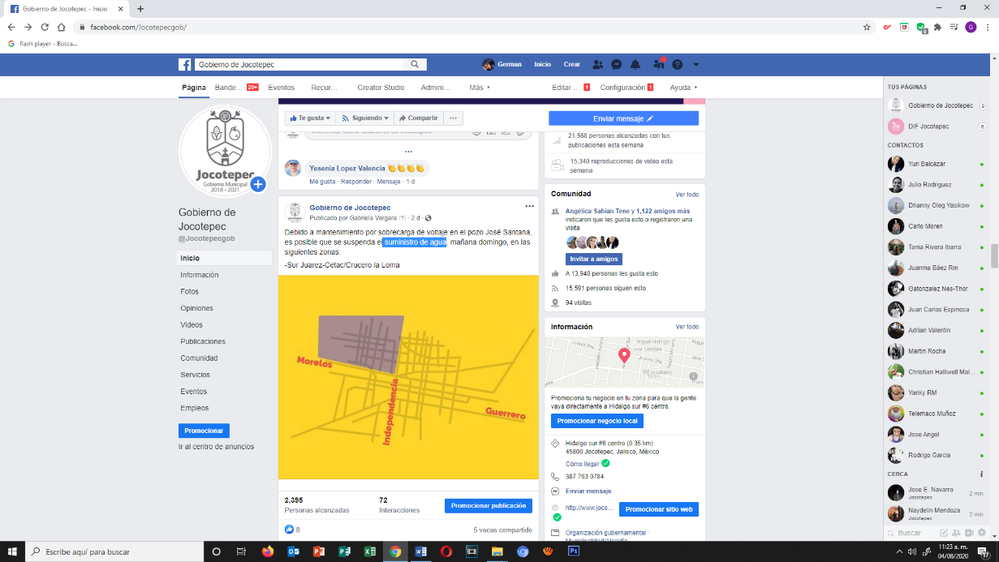 Gobierno de Jocotepec - Inicio
facebook.com/Jocotepecgob/
flash player - Busca...
Gobierno de Jocotepec
German Inicio Crear
Página Bande... 20+ Eventos Recur... Creator Studio Admini... Más Editar ... 1 Configuración 1 Ayuda
Te gusta Siguiendo Compartir ...
Enviar mensaje
Jocotepec
Gobierno Municipal
2018 - 2021
Gobierno de
Jocotepec
@Jocotepecgob
Inicio
Información
Fotos
Opiniones
Videos
Publicaciones
Comunidad
Servicios
Eventos
Empleos
Promocionar
Ir al centro de anuncios
Yesenia Lopez Valencia 👏👏👏👏
Me gusta · Responder · Mensaje · 1 d
Gobierno de Jocotepec
Publicado por Gabriela Vergara [?] · 2 d ·
Debido a mantenimiento por sobrecarga de voltaje en el pozo José Santana,
es posible que se suspenda el suministro de agua, mañana domingo, en las
siguientes zonas.
-Sur Juarez-Cetac/Crucero la Loma
Morelos
Independencia
Guerrero
2,395
Personas alcanzadas
72
Interacciones
Promocionar publicación
8
5 veces compartido
21,568 personas alcanzadas con tus
publicaciones esta semana
15,340 reproducciones de video esta
semana
Comunidad Ver todo
Angélica Sahian Tene y 1,122 amigos más
indicaron que les gusta esto o registraron una
visita
Invitar a amigos
A 13,940 personas les gusta esto
15,591 personas siguen esto
94 visitas
Información Ver todo
Miguel Hidalgo
José Santana
Juárez Ote
Promociona tu negocio en tu zona para que la gente
vaya directamente a Hidalgo sur #6 centro.
Promocionar negocio local
Hidalgo sur #6 centro (0.35 km)
45800 Jocotepec, Jalisco, México
Cómo llegar
387 763 0784
Enviar mensaje
http://www.joco...
Promocionar sitio web
Organización gubernamental ·
Municipalidad/Alcaldía
TUS PÁGINAS
Gobierno de Jocotepec 9
DIF Jocotepec 6
CONTACTOS
Yuri Balcazar
Julio Rodriguez
Dhanny Oleg Yasikow
Carlo Moren
Tania Rivera Ibarra
Juanma Báez Rm
Gatonzalez Nes-Thor
Juan Carlos Espinosa
Adrian Valentin
Martin Rocha
Christian Halliwell Mal...
Yanky RM
Telemaco Muñoz
Jose Angel
Rodrigo Garcia
CERCA
Jose E. Navarro 2 min
Jocotepec
Naydelin Mendoza 2 min
Jocotepec
Buscar
Escribe aquí para buscar
11:23 a. m.
04/08/2020
17